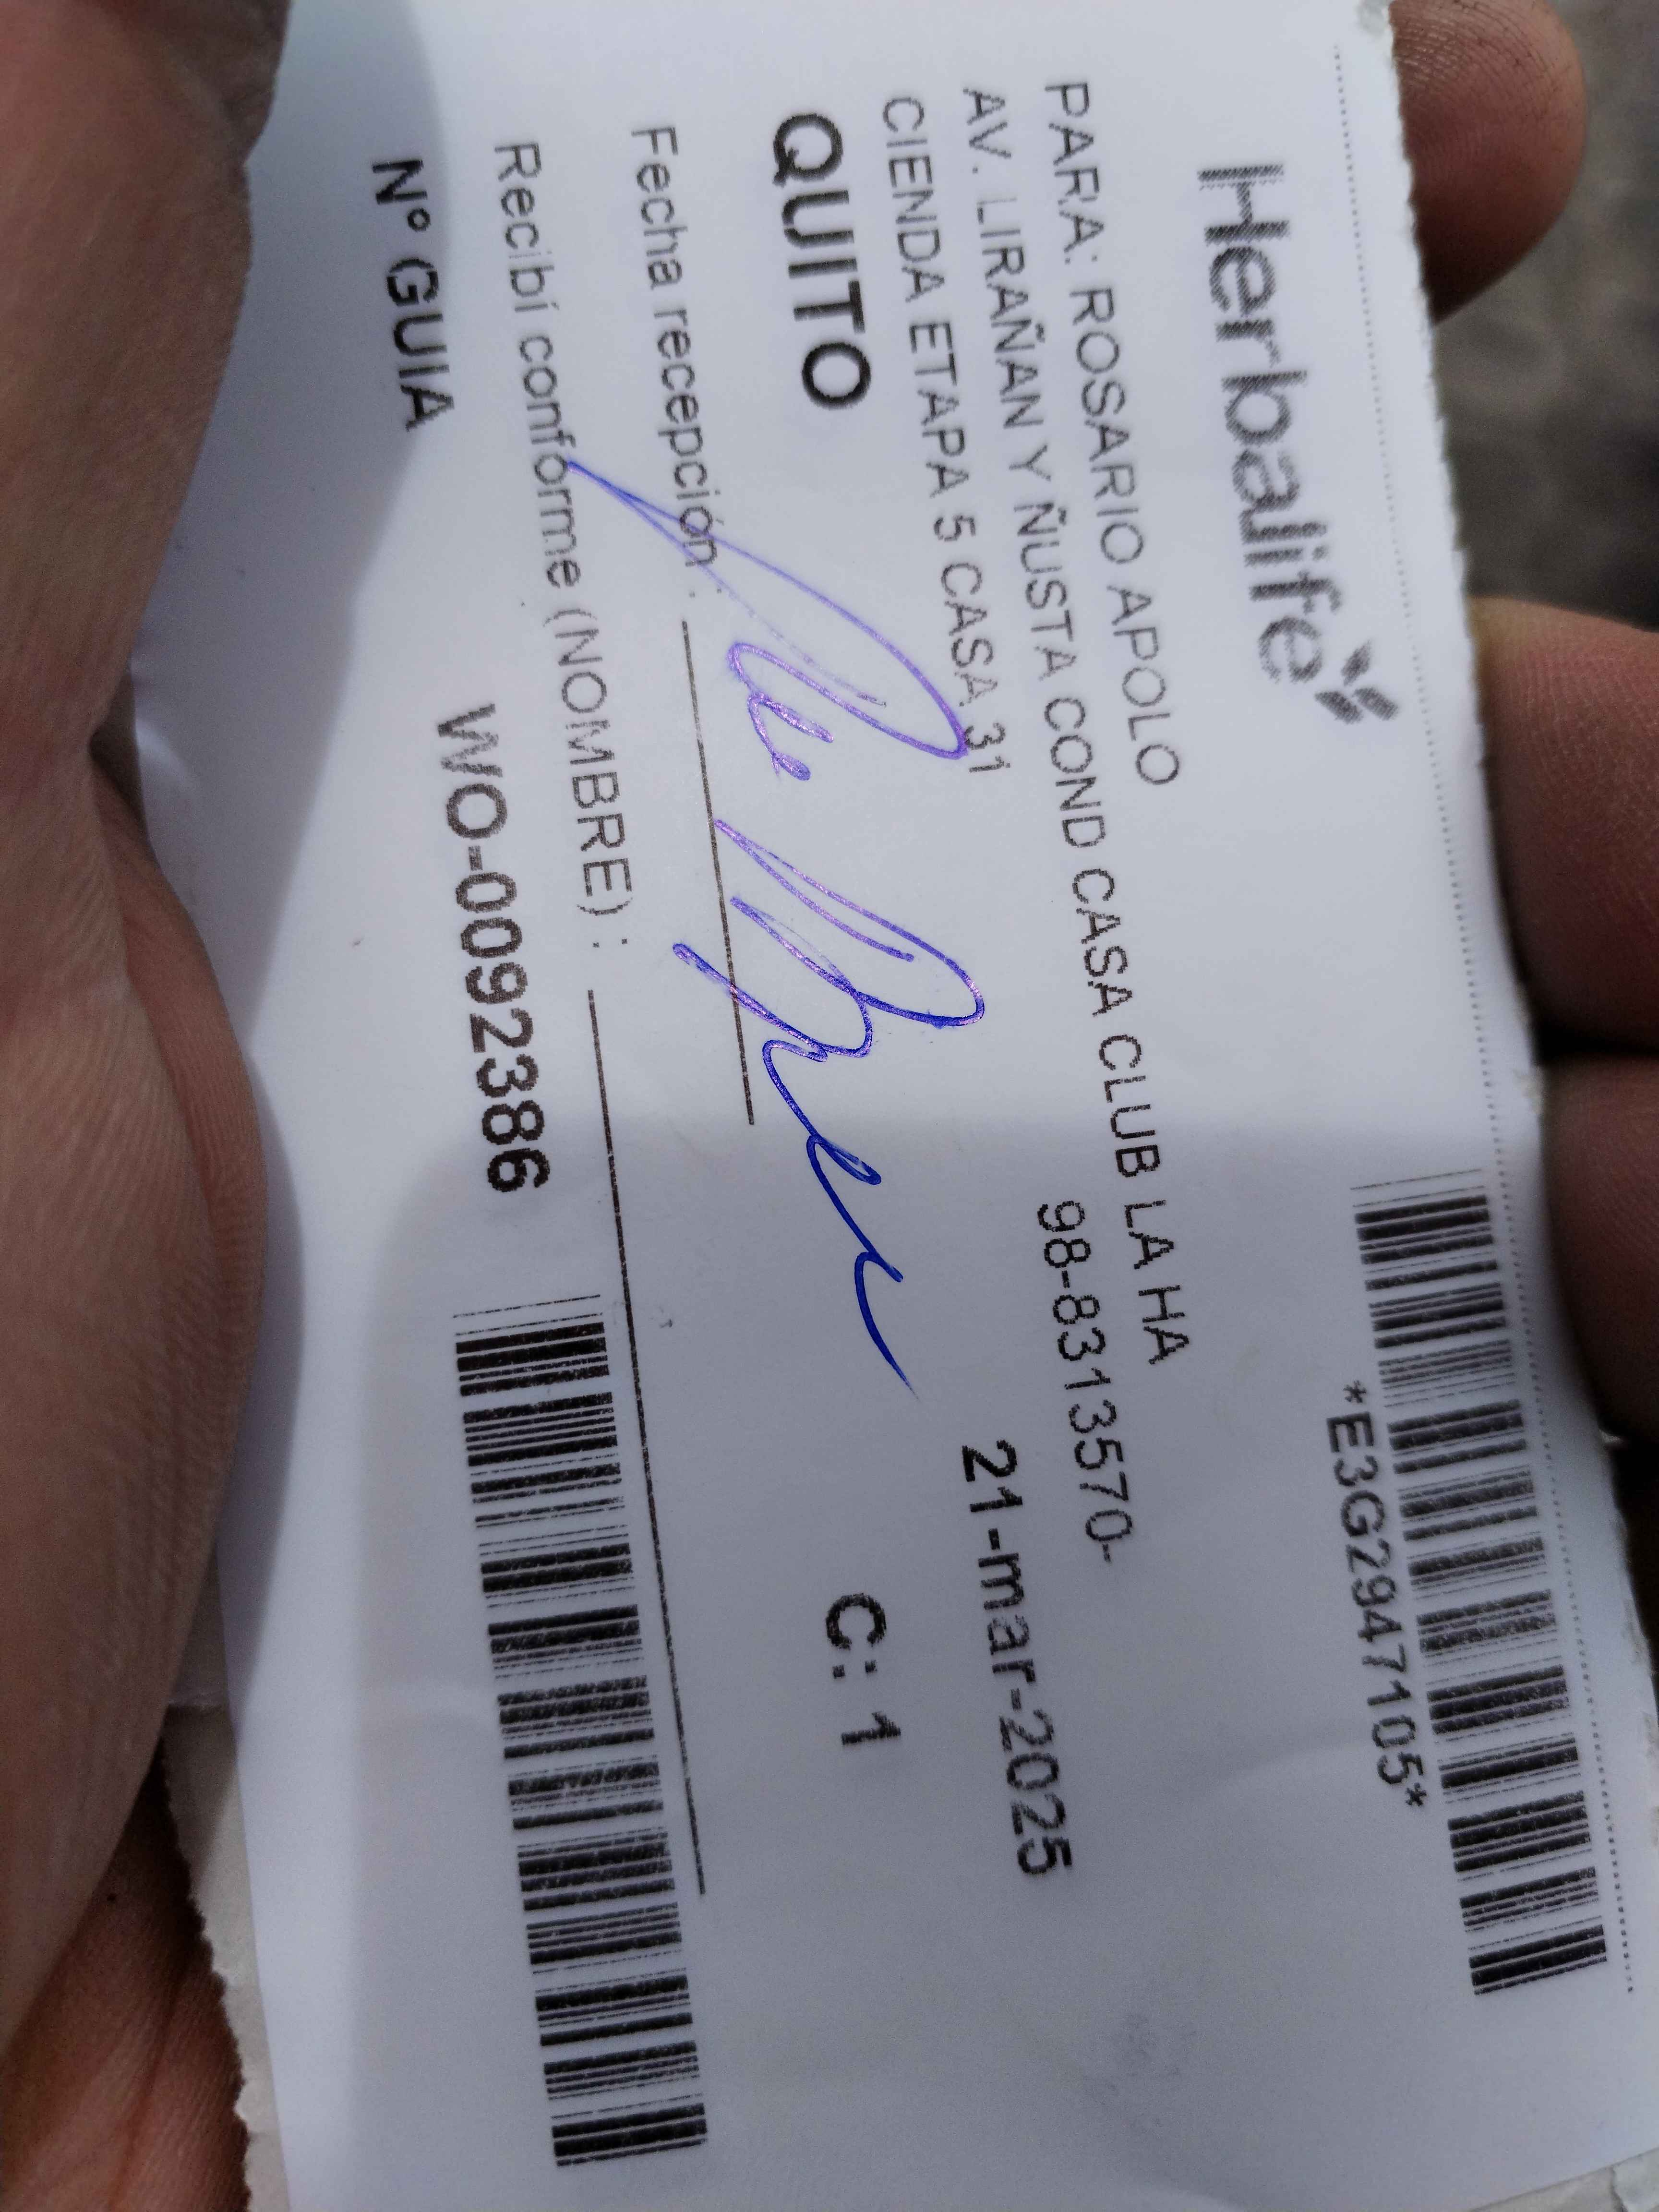 Herbalife
*E3G2947105*
PARA: ROSARIO APOLO
AV. LIRAÑAN Y ÑUSTA COND CASA CLUB LA HA
CIENDA ETAPA 5 CASA 31
98-8313570-
QUITO
21-mar-2025
C: 1
Fecha recepción :
Recibí conforme (NOMBRE) :
Nº GUIA
WO-0092386